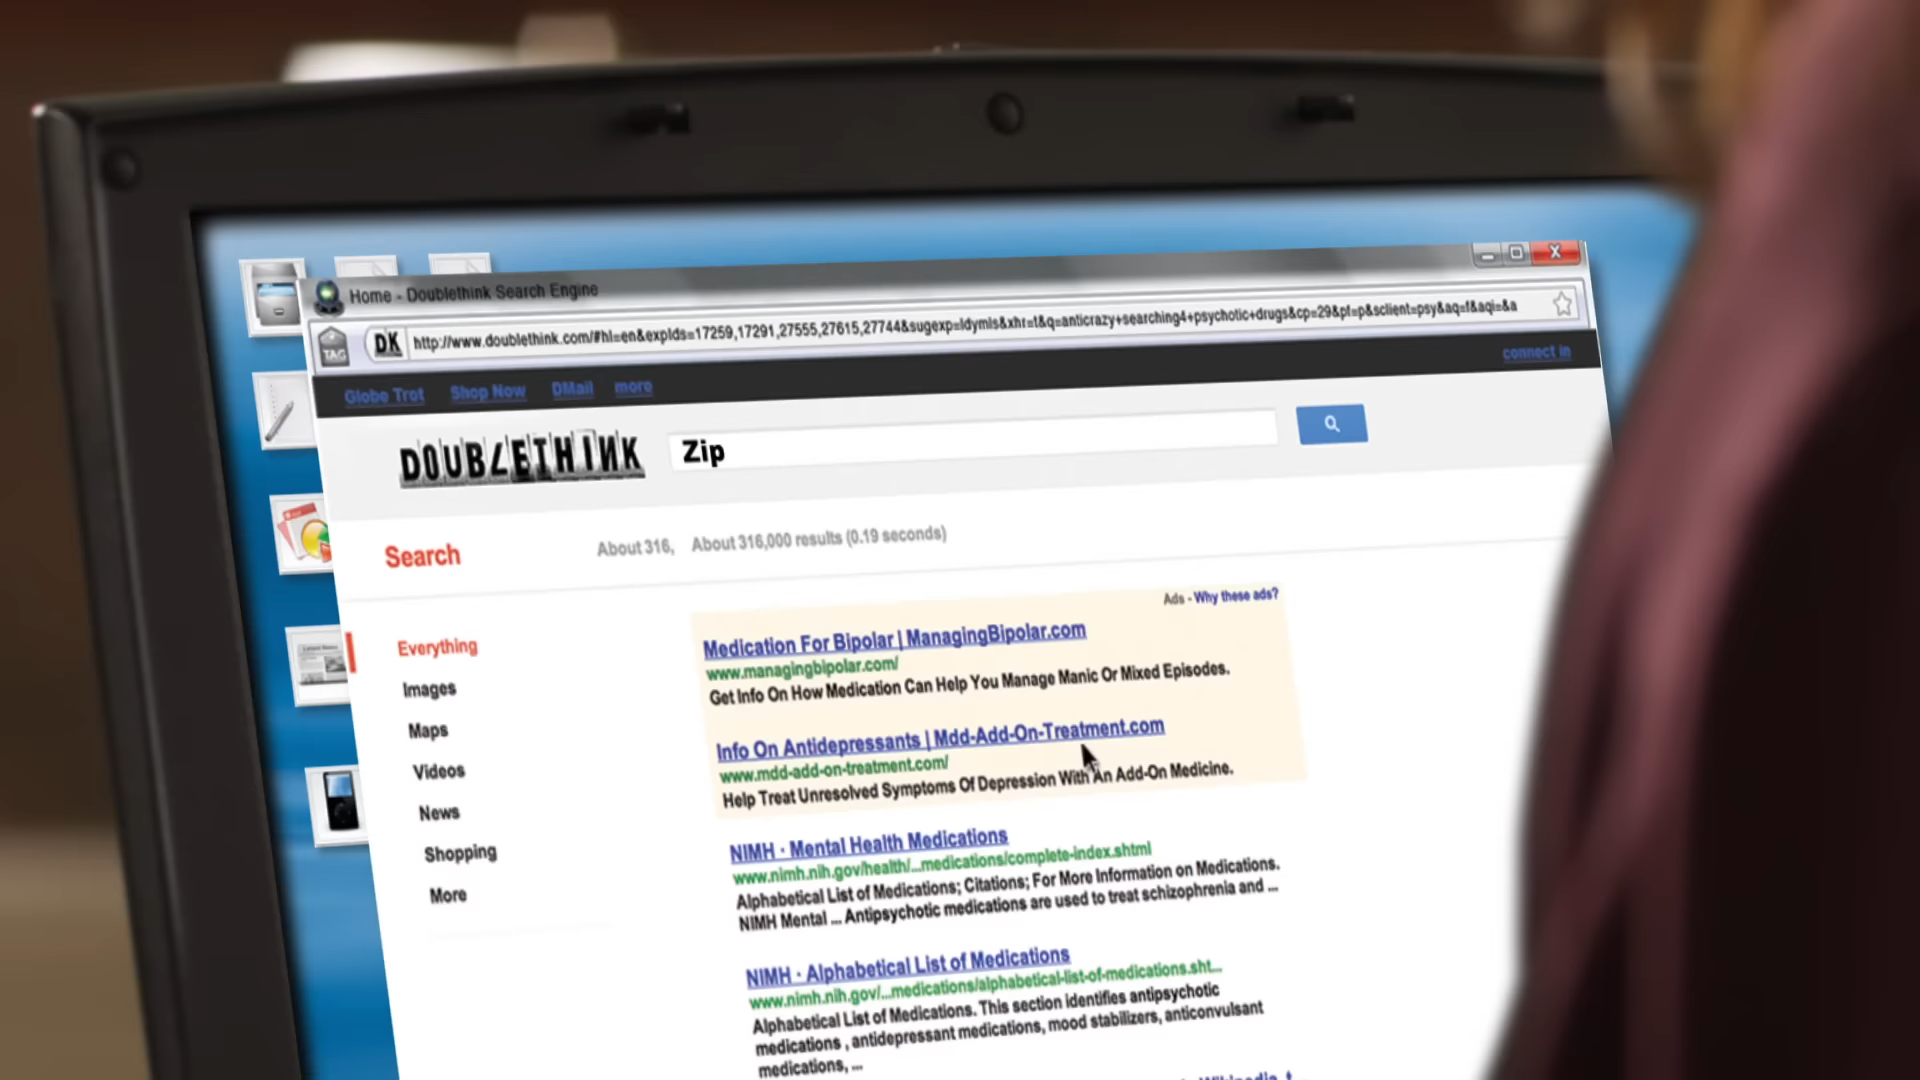 Home - Doublethink Search Engine
X
TAG
DK
http://www.doublethink.com/#hl=en&expIds=17259,17291,27555,27615,27744&sugexp=ldymls&xhr=t&q=anticrazy+searching4+psychotic+drugs&cp=29&pf=p&sclient=psy&aq=f&aqi=&a
Globe Trot Shop Now DMail more connect in
DOUBLETHINK
Zip
Search About 316, About 316,000 results (0.19 seconds)
Ads - Why these ads?
Everything
Images
Maps
Videos
News
Shopping
More
Medication For Bipolar | ManagingBipolar.com
www.managingbipolar.com/
Get Info On How Medication Can Help You Manage Manic Or Mixed Episodes.
Info On Antidepressants | Mdd-Add-On-Treatment.com
www.mdd-add-on-treatment.com/
Help Treat Unresolved Symptoms Of Depression With An Add-On Medicine.
NIMH · Mental Health Medications
www.nimh.nih.gov/health/...medications/complete-index.shtml
Alphabetical List of Medications; Citations; For More Information on Medications.
NIMH Mental ... Antipsychotic medications are used to treat schizophrenia and ...
NIMH · Alphabetical List of Medications
www.nimh.nih.gov/...medications/alphabetical-list-of-medications.sht...
Alphabetical List of Medications. This section identifies antipsychotic
medications , antidepressant medications, mood stabilizers, anticonvulsant
medications, ...